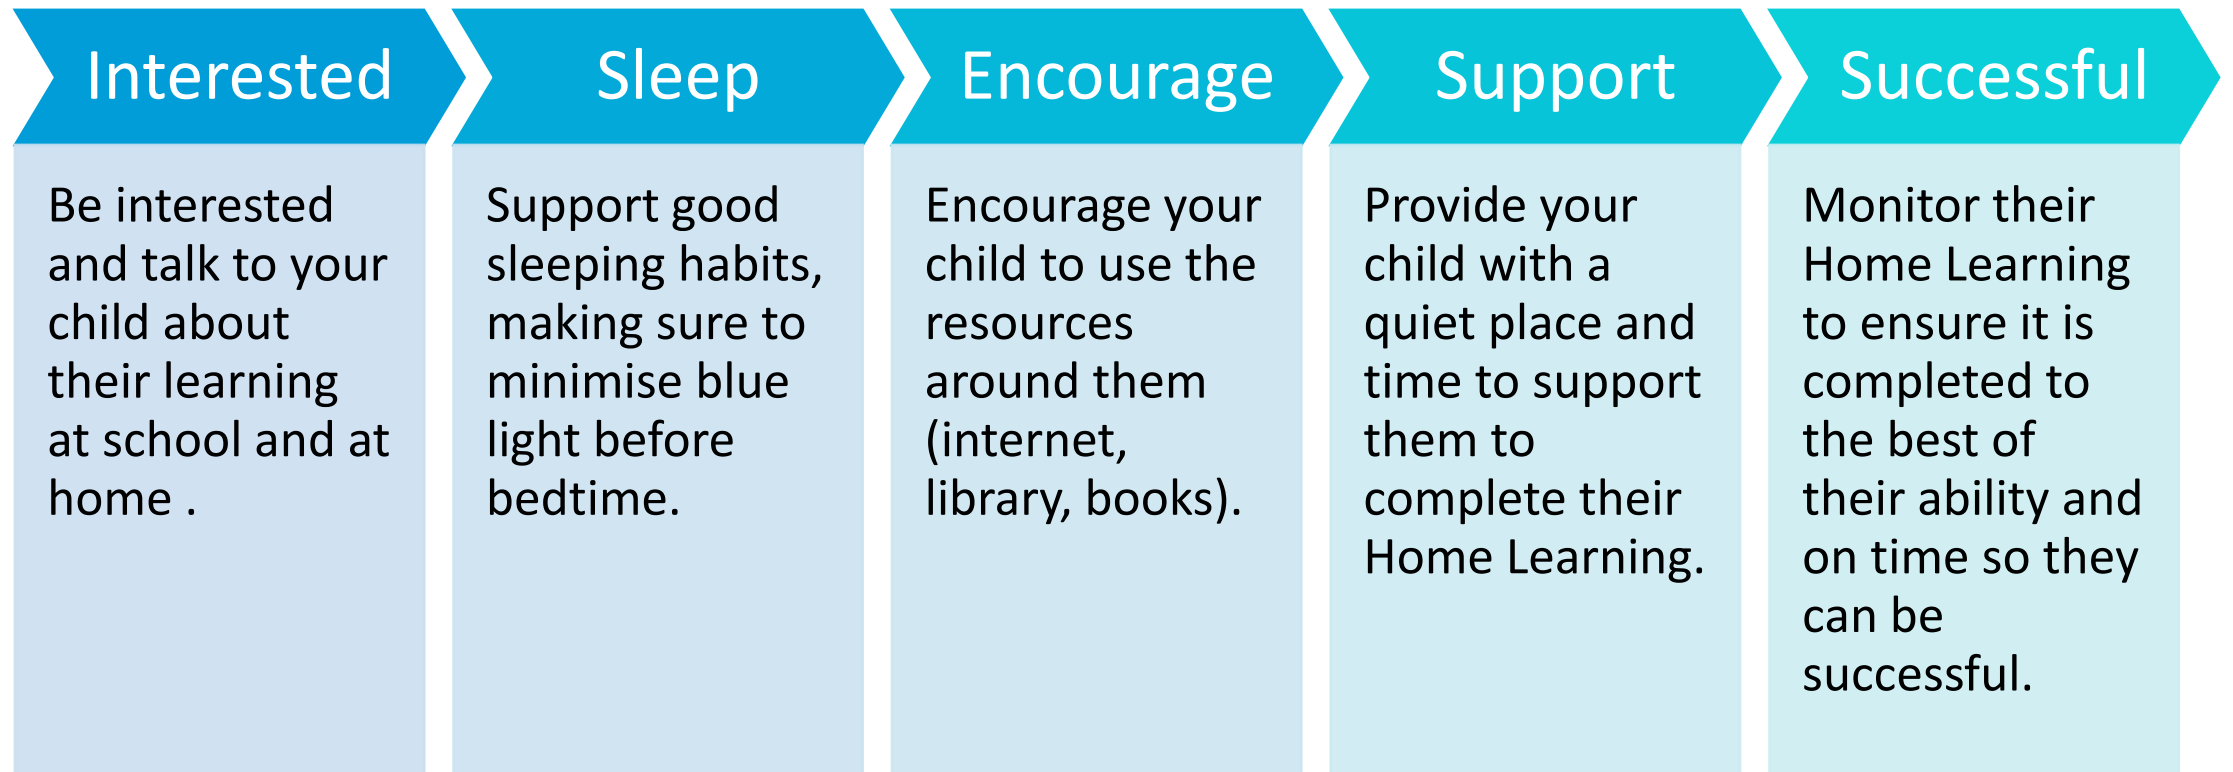 Interested
Be interested
and talk to your
child about
their learning
at school and at
home .
Sleep
Support good
sleeping habits,
making sure to
minimise blue
light before
bedtime.
Encourage
Encourage your
child to use the
resources
around them
(internet,
library, books).
Support
Provide your
child with a
quiet place and
time to support
them to
complete their
Home Learning.
Successful
Monitor their
Home Learning
to ensure it is
completed to
the best of
their ability and
on time so they
can be
successful.